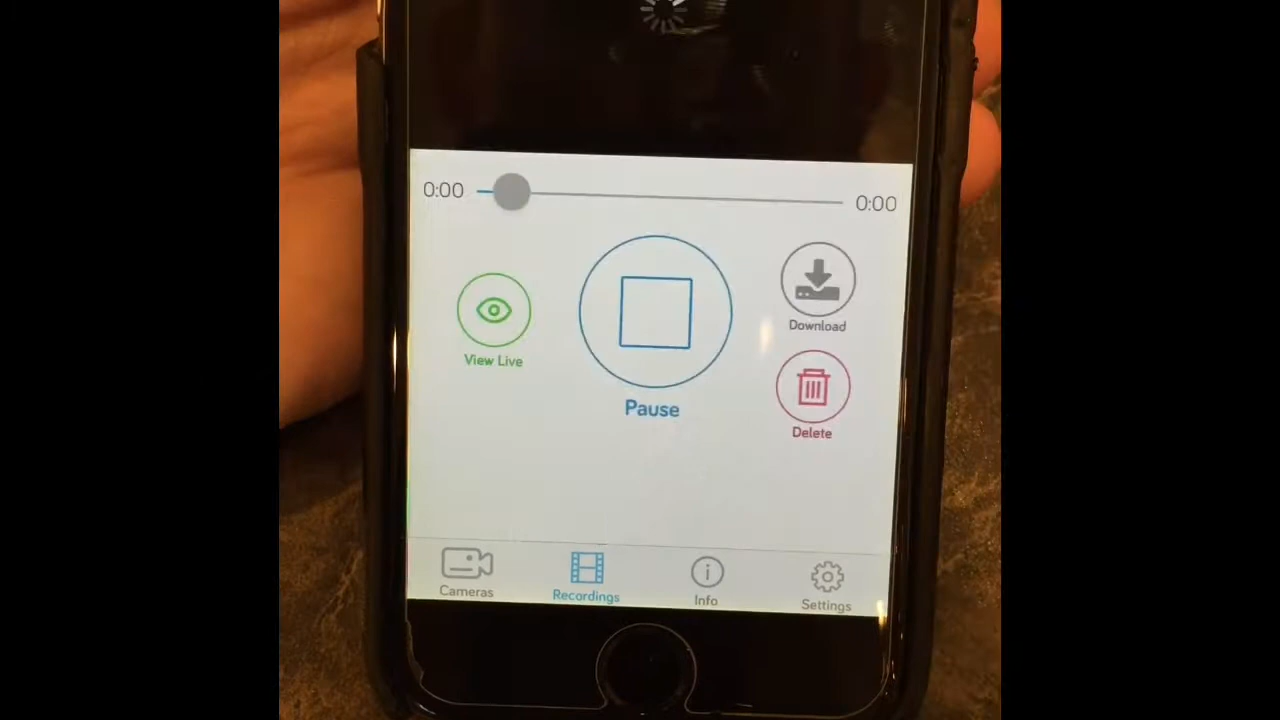 0:00
0:00
View Live
Pause
Download
Delete
Cameras
Recordings
Info
Settings